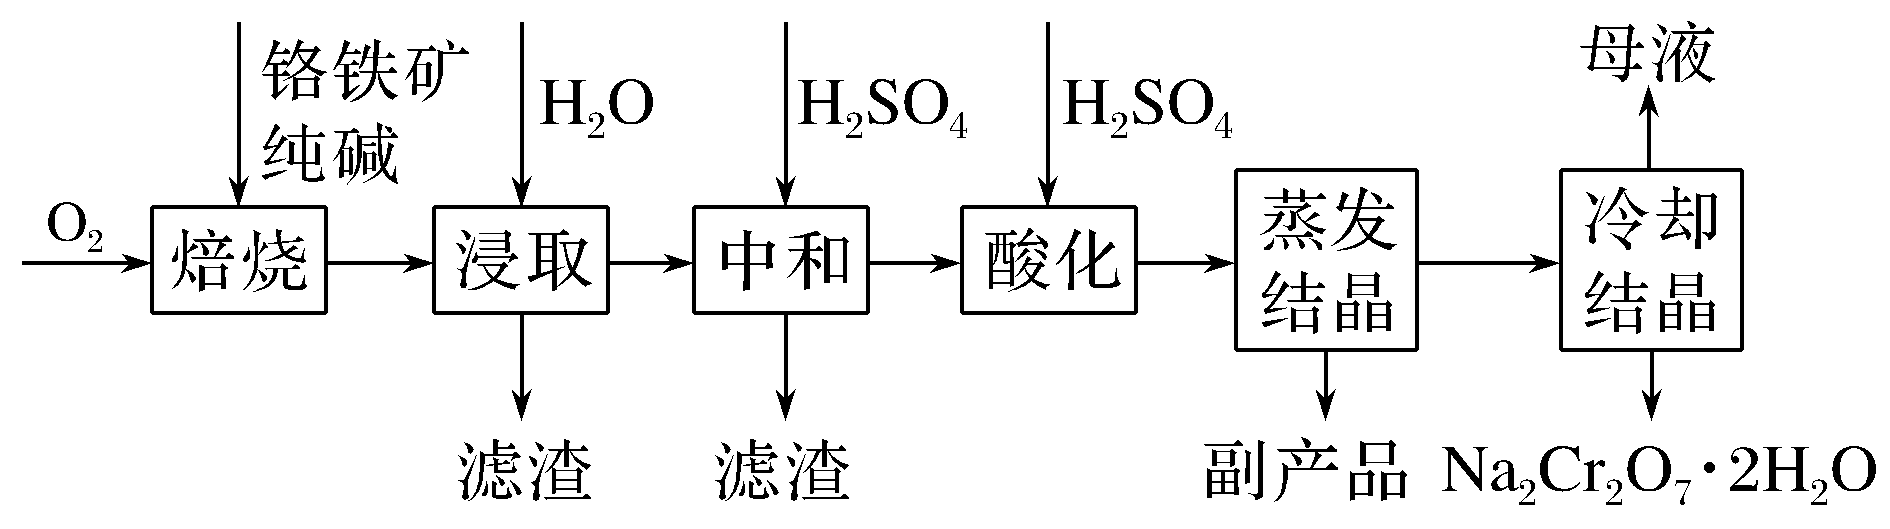 铬铁矿
纯碱
H₂O
H₂SO₄
H₂SO₄
母液
O₂
焙烧
浸取
中和
酸化
蒸发
结晶
冷却
结晶
滤渣
滤渣
副产品
Na₂Cr₂O₇·2H₂O